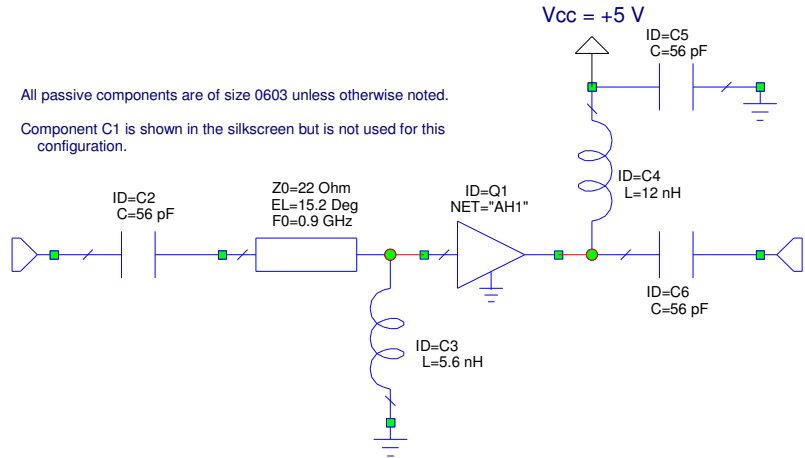 Vcc = +5 V
ID=C5
C=56 pF
All passive components are of size 0603 unless otherwise noted.
Component C1 is shown in the silkscreen but is not used for this
configuration.
ID=C4
L=12 nH
ID=C2
C=56 pF
Z0=22 Ohm
EL=15.2 Deg
F0=0.9 GHz
ID=Q1
NET="AH1"
ID=C6
C=56 pF
ID=C3
L=5.6 nH